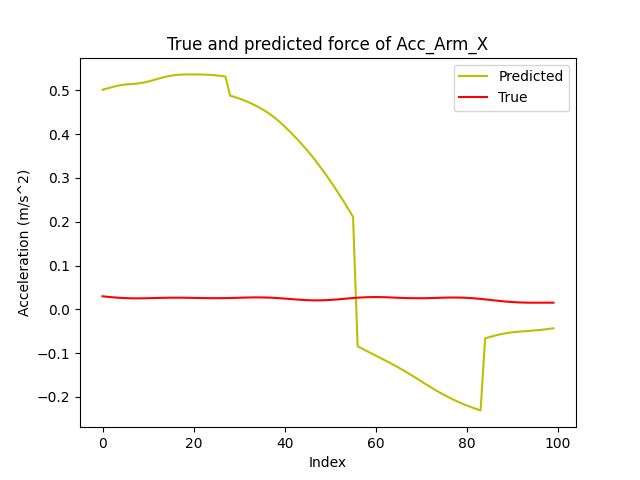 True and predicted force of Acc_Arm_X
Predicted
True
Acceleration (m/s^2)
0.5
0.4
0.3
0.2
0.1
0.0
−0.1
−0.2
0 20 40 60 80 100
Index